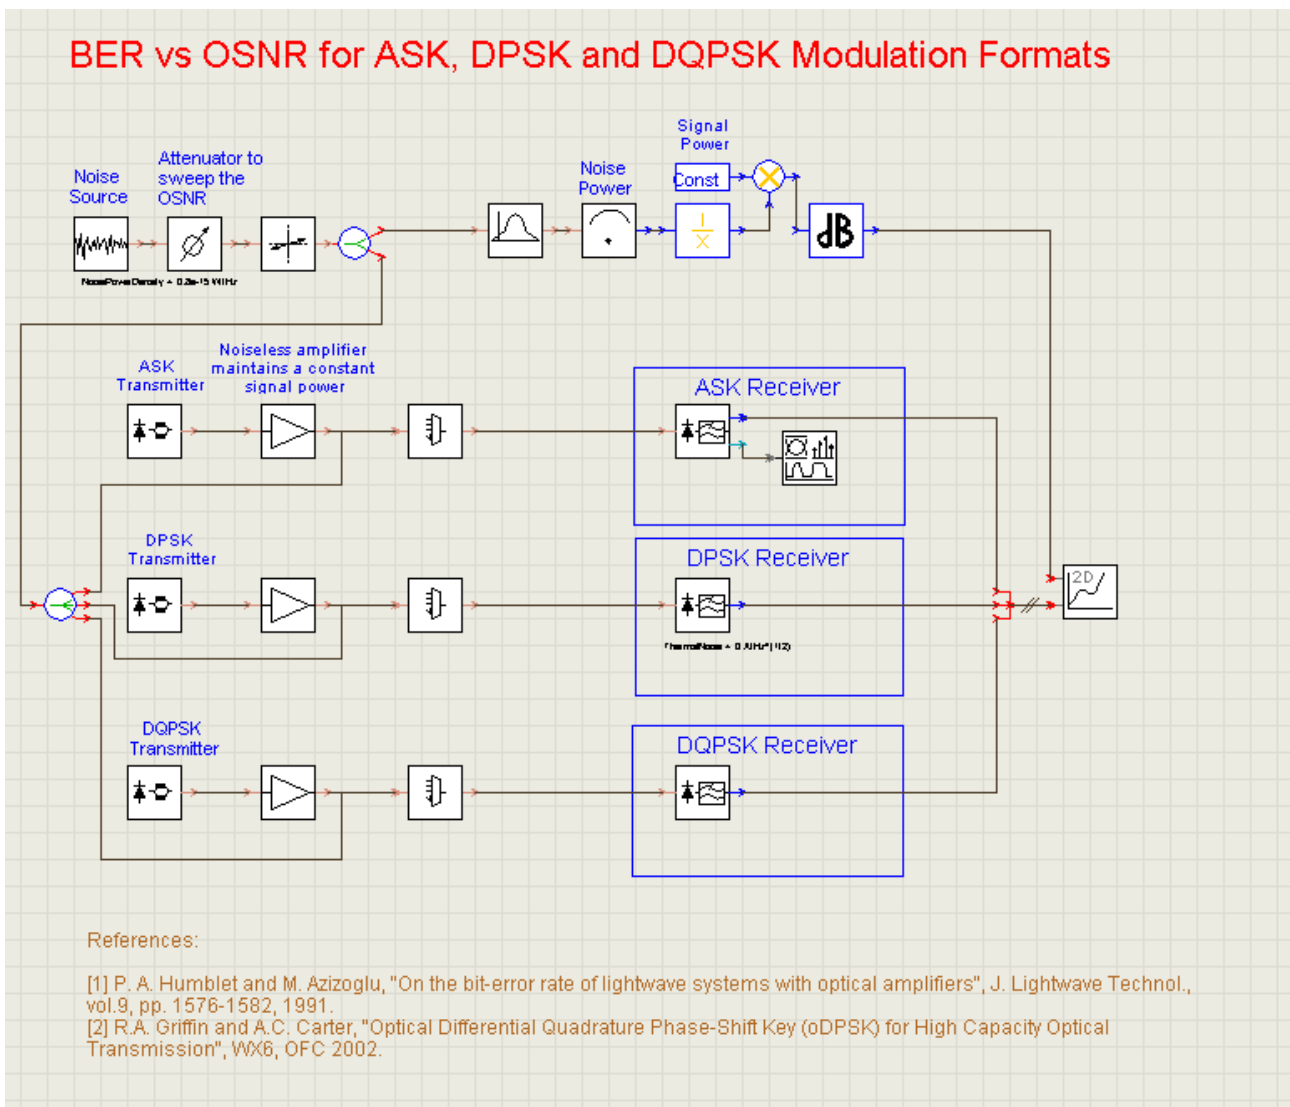 BER vs OSNR for ASK, DPSK and DQPSK Modulation Formats
Signal
Power
Attenuator to
sweep the
OSNR
Noise
Source
Noise
Power
Const
1
X
dB
ASK
Transmitter
Noiseless amplifier
maintains a constant
signal power
ASK Receiver
DPSK
Transmitter
DPSK Receiver
2D
DQPSK
Transmitter
DQPSK Receiver
References:
[1] P. A. Humblet and M. Azizoglu, "On the bit-error rate of lightwave systems with optical amplifiers", J. Lightwave Technol.,
vol.9, pp. 1576-1582, 1991.
[2] R.A. Griffin and A.C. Carter, "Optical Differential Quadrature Phase-Shift Key (oDPSK) for High Capacity Optical
Transmission", WX6, OFC 2002.